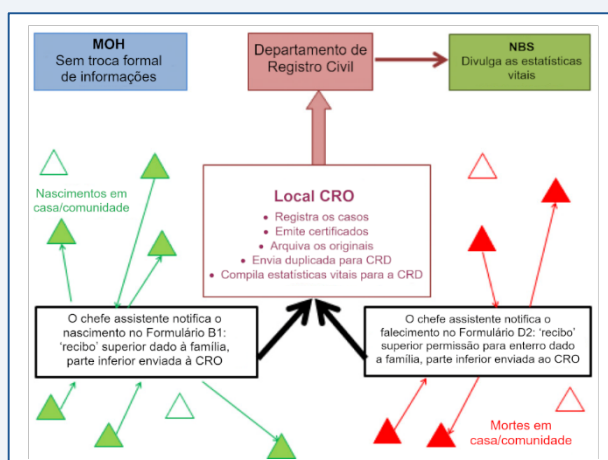 MOH
Sem troca formal
de informações
Departamento de
Registro Civil
NBS
Divulga as estatísticas
vitais
Nascimentos em
casa/comunidade
Local CRO
• Registra os casos
• Emite certificados
• Arquiva os originais
• Envia duplicada para CRD
• Compila estatísticas vitais para a CRD
O chefe assistente notifica o
nascimento no Formulário B1:
‘recibo’ superior dado à família,
parte inferior enviada à CRO
O chefe assistente notifica o
falecimento no Formulário D2: ‘recibo’
superior permissão para enterro dado
a família, parte inferior enviada ao CRO
Mortes em
casa/comunidade